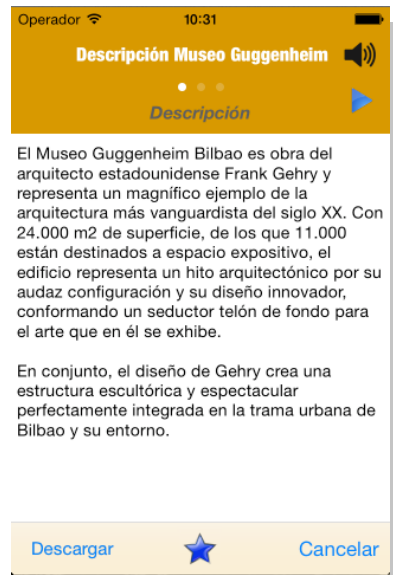 Operador 10:31
Descripción Museo Guggenheim
Descripción
El Museo Guggenheim Bilbao es obra del
arquitecto estadounidense Frank Gehry y
representa un magnífico ejemplo de la
arquitectura más vanguardista del siglo XX. Con
24.000 m2 de superficie, de los que 11.000
están destinados a espacio expositivo, el
edificio representa un hito arquitectónico por su
audaz configuración y su diseño innovador,
conformando un seductor telón de fondo para
el arte que en él se exhibe.
En conjunto, el diseño de Gehry crea una
estructura escultórica y espectacular
perfectamente integrada en la trama urbana de
Bilbao y su entorno.
Descargar Cancelar